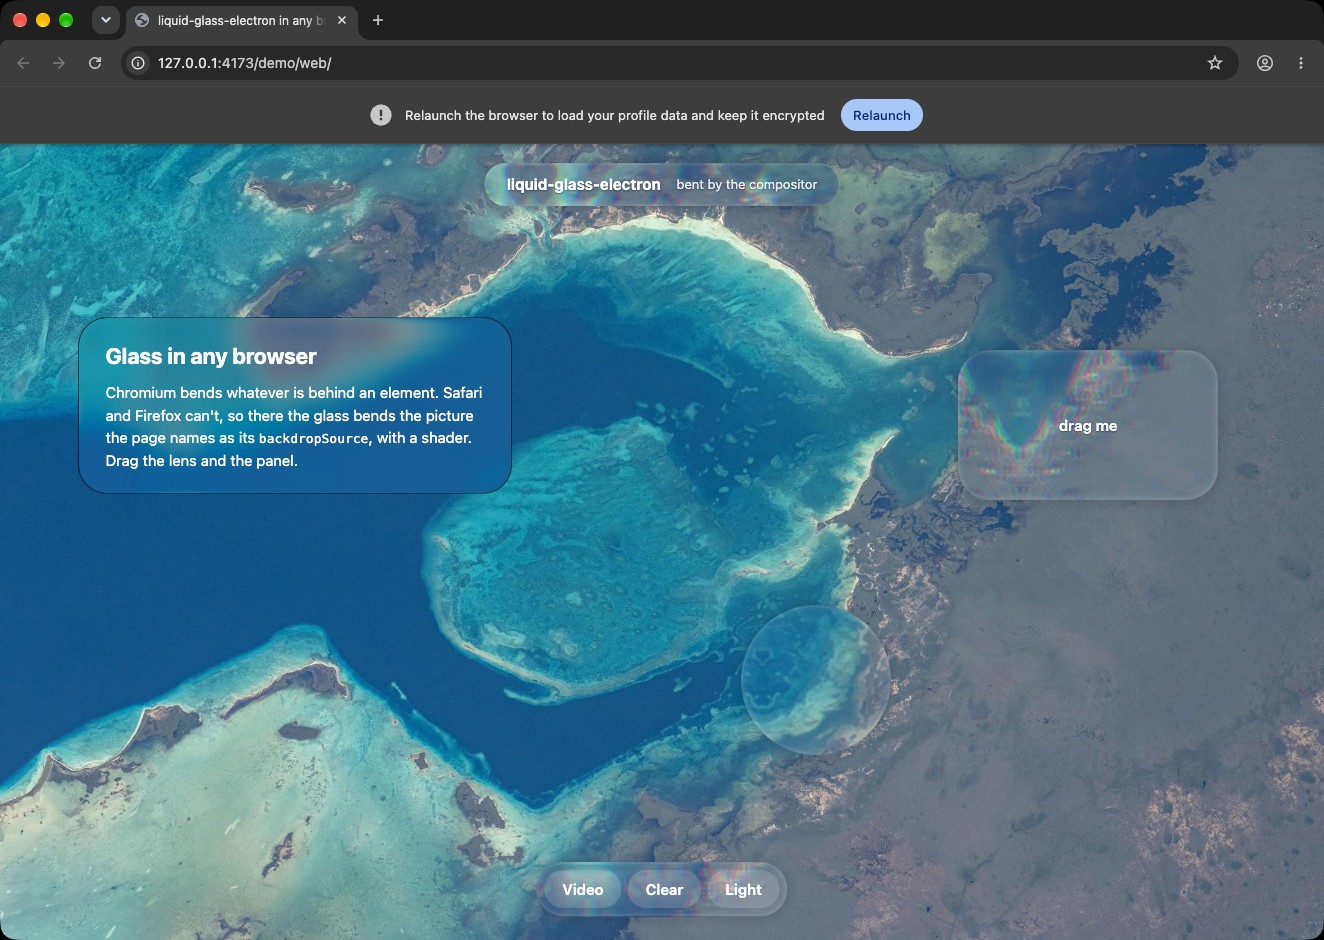 liquid-glass-electron in any b
127.0.0.1:4173/demo/web/
Relaunch the browser to load your profile data and keep it encrypted
Relaunch
liquid-glass-electron bent by the compositor
Glass in any browser
Chromium bends whatever is behind an element. Safari
and Firefox can't, so there the glass bends the picture
the page names as its backdropSource, with a shader.
Drag the lens and the panel.
drag me
Video Clear Light